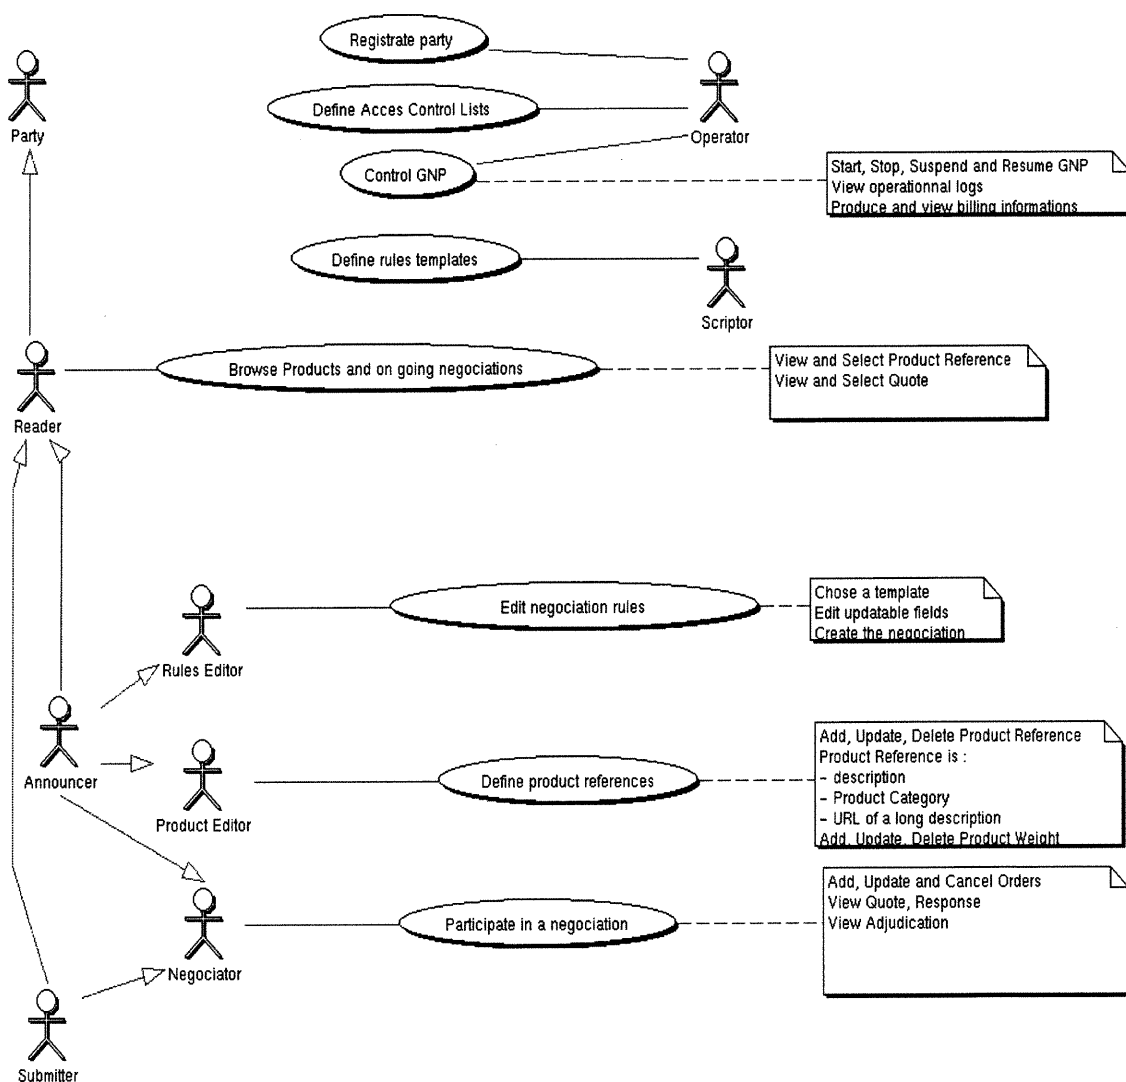 Registrate party
Party
Define Acces Control Lists
Operator
Control GNP
Start, Stop, Suspend and Resume GNP
View operationnal logs
Produce and view billing informations
Define rules templates
Scriptor
Browse Products and on going negociations
View and Select Product Reference
View and Select Quote
Reader
Edit negociation rules
Chose a template
Edit updatable fields
Create the negociation
Rules Editor
Announcer
Define product references
Add, Update, Delete Product Reference
Product Reference is :
- description
- Product Category
- URL of a long description
Add, Update, Delete Product Weight
Product Editor
Participate in a negociation
Add, Update and Cancel Orders
View Quote, Response
View Adjudication
Negociator
Submitter